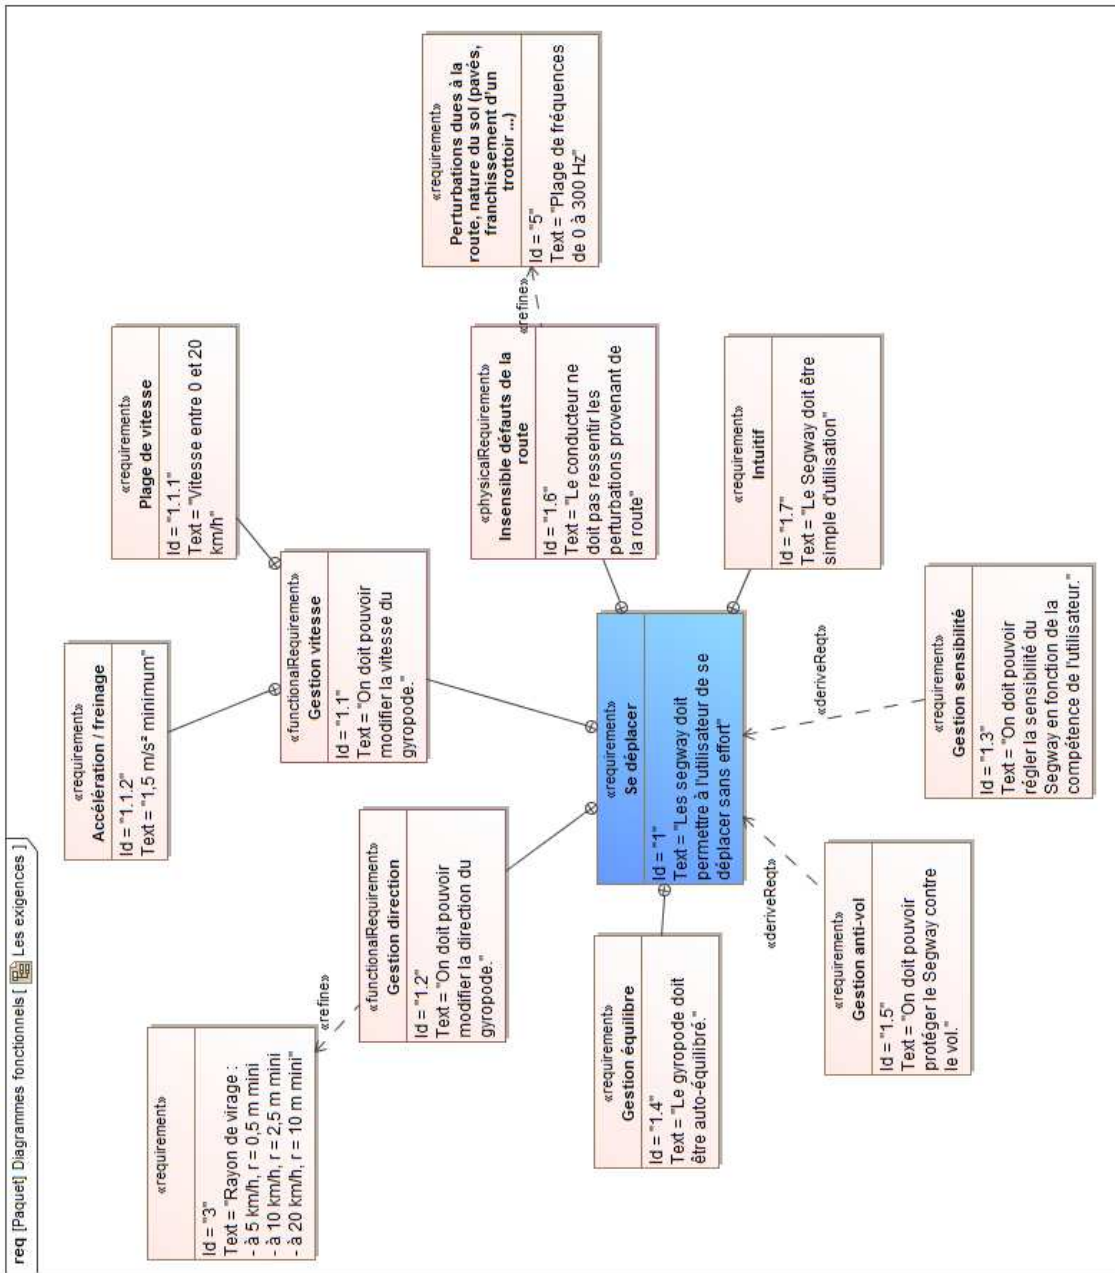 req [Paquet] Diagrammes fonctionnels [ Les exigences ]
«requirement»
Id = "3"
Text = "Rayon de virage :
- à 5 km/h, r = 0,5 m mini
- à 10 km/h, r = 2,5 m mini
- à 20 km/h, r = 10 m mini"
«refine»
«requirement»
Accélération / freinage
Id = "1.1.2"
Text = "1,5 m/s² minimum"
«requirement»
Plage de vitesse
Id = "1.1.1"
Text = "Vitesse entre 0 et 20
km/h"
«functionalRequirement»
Gestion direction
Id = "1.2"
Text = "On doit pouvoir
modifier la direction du
gyropode."
«functionalRequirement»
Gestion vitesse
Id = "1.1"
Text = "On doit pouvoir
modifier la vitesse du
gyropode."
«requirement»
Perturbations dues à la
route, nature du sol (pavés,
franchissement d'un
trottoir ...)
Id = "5"
Text = "Plage de fréquences
de 0 à 300 Hz"
«refine»
«physicalRequirement»
Insensible défauts de la
route
Id = "1.6"
Text = "Le conducteur ne
doit pas ressentir les
perturbations provenant de
la route"
«requirement»
Gestion équilibre
Id = "1.4"
Text = "Le gyropode doit
être auto-équilibré."
«requirement»
Se déplacer
Id = "1"
Text = "Les segway doit
permettre à l'utilisateur de se
déplacer sans effort"
«requirement»
Intuitif
Id = "1.7"
Text = "Le Segway doit être
simple d'utilisation"
«deriveReqt»
«deriveReqt»
«requirement»
Gestion anti-vol
Id = "1.5"
Text = "On doit pouvoir
protéger le Segway contre
le vol."
«requirement»
Gestion sensibilité
Id = "1.3"
Text = "On doit pouvoir
régler la sensibilité du
Segway en fonction de la
compétence de l'utilisateur."